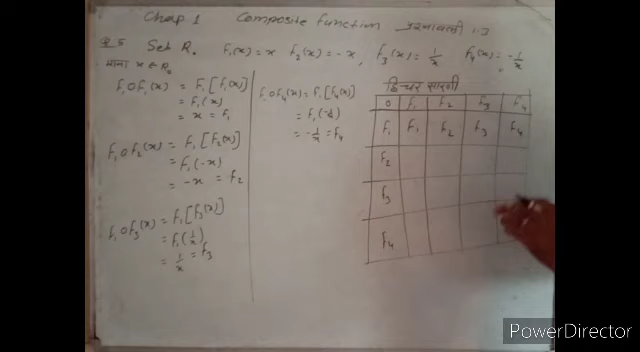 Chap 1 Composite function प्रश्नावली 1.3
Q.5 Set R₀ f₁(x) = x f₂(x) = -x, f₃(x) = 1/x f₄(x) = -1/x
माना x ∈ R₀
f₁of₁(x) = f₁[f₁(x)]
= f₁(x)
= x = f₁
f₁of₂(x) = f₁[f₂(x)]
= f₁(-x)
= -x = f₂
f₁of₃(x) = f₁[f₃(x)]
= f₁(1/x)
= 1/x = f₃
f₁of₄(x) = f₁[f₄(x)]
= f₁(-1/x)
= -1/x = f₄
द्विचर सारणी
o f₁ f₂ f₃ f₄
f₁ f₁ f₂ f₃ f₄
f₂
f₃
f₄
PowerDirector